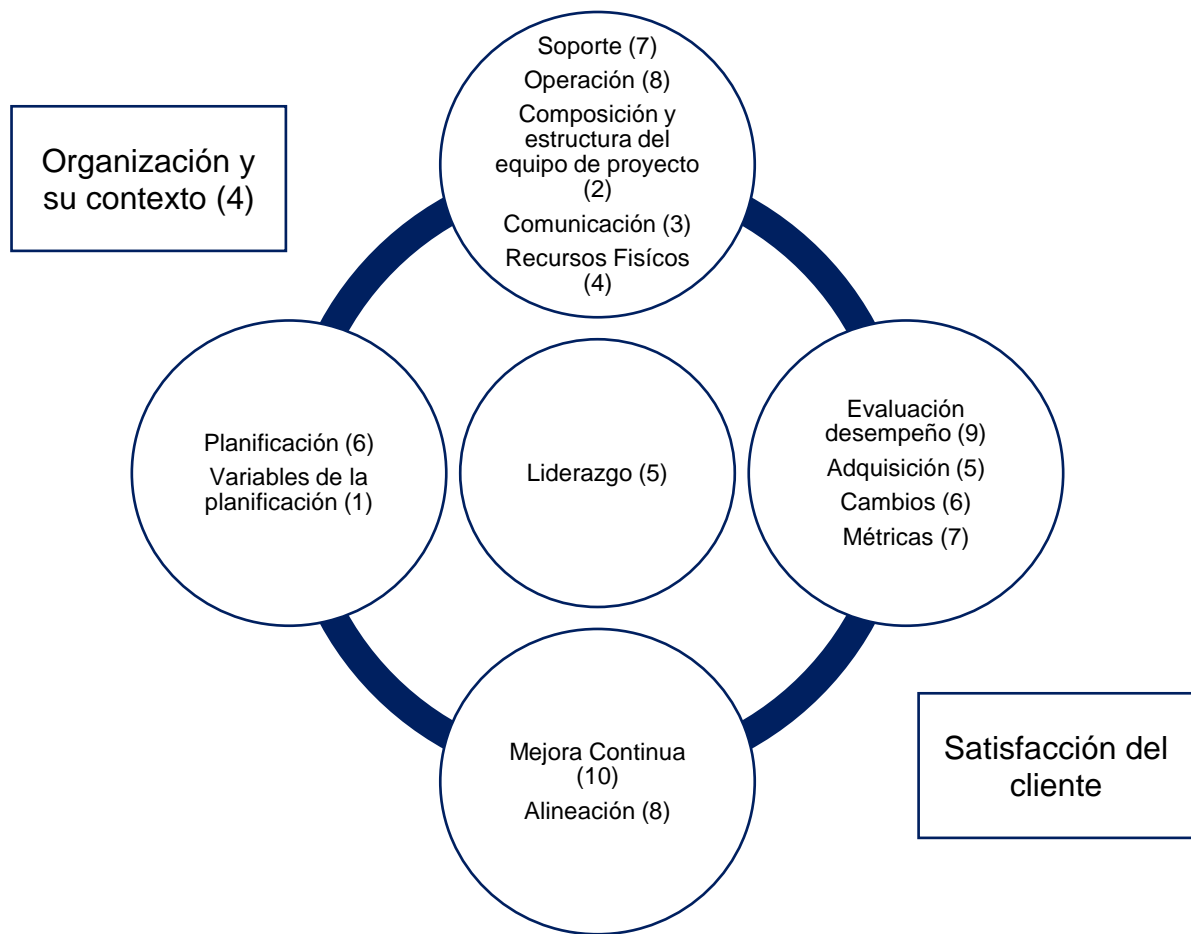 Soporte (7)
Operación (8)
Composición y
estructura del
equipo de proyecto
(2)
Comunicación (3)
Recursos Fisícos
(4)
Organización y
su contexto (4)
Planificación (6)
Variables de la
planificación (1)
Liderazgo (5)
Evaluación
desempeño (9)
Adquisición (5)
Cambios (6)
Métricas (7)
Mejora Continua
(10)
Alineación (8)
Satisfacción del
cliente